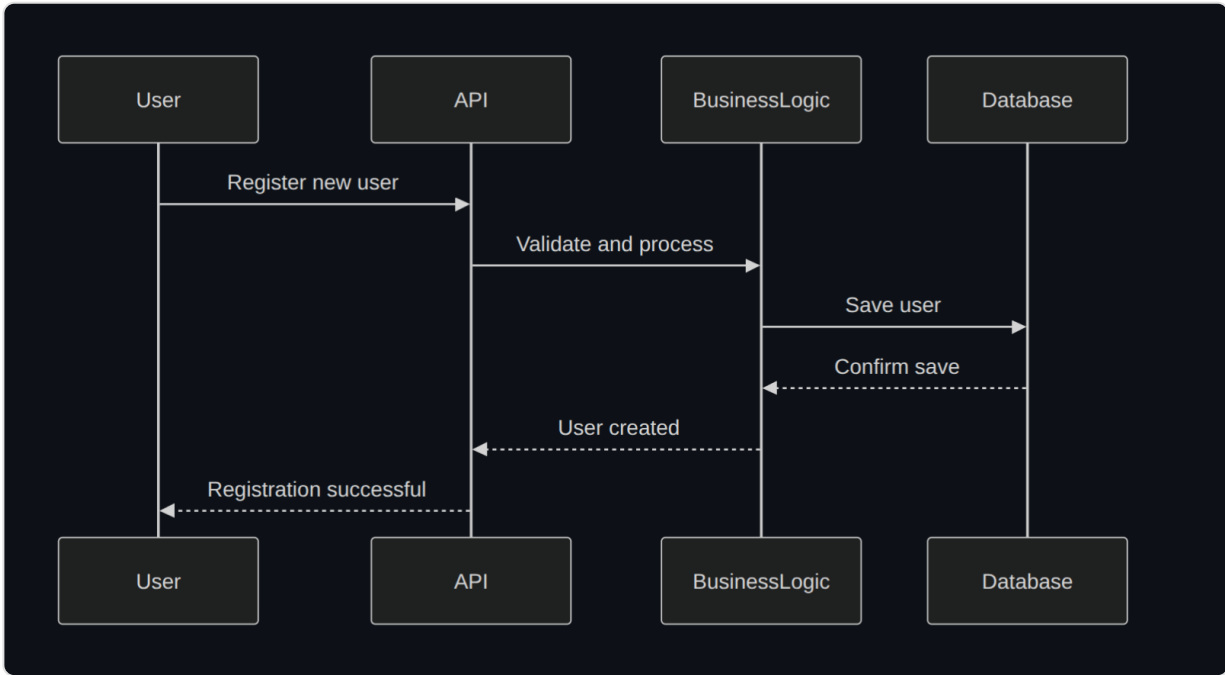 User
API
BusinessLogic
Database
Register new user
Validate and process
Save user
Confirm save
User created
Registration successful
User
API
BusinessLogic
Database